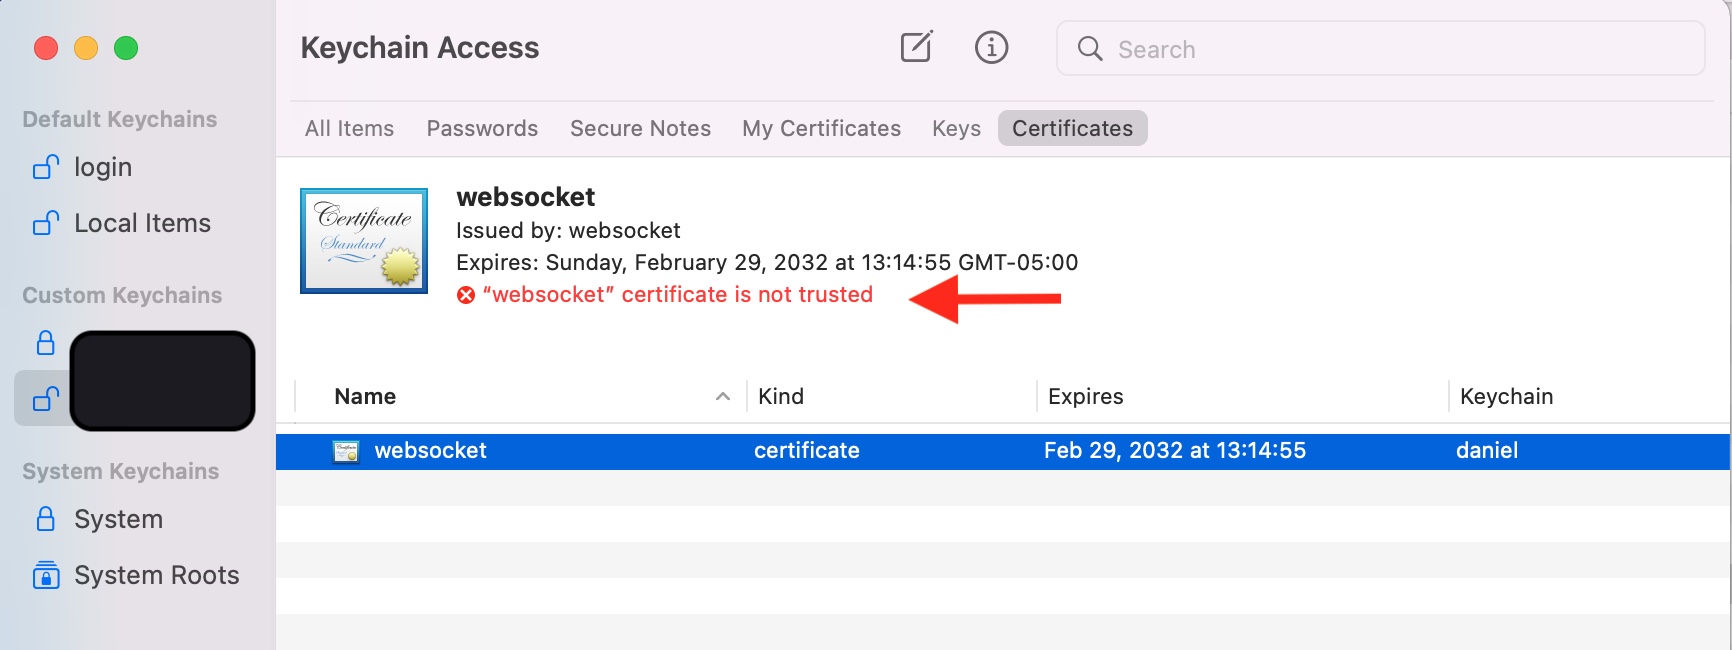 Keychain Access
Search
Default Keychains
login
Local Items
Custom Keychains
System Keychains
System
System Roots
All Items Passwords Secure Notes My Certificates Keys Certificates
Certificate
Standard
websocket
Issued by: websocket
Expires: Sunday, February 29, 2032 at 13:14:55 GMT-05:00
“websocket” certificate is not trusted
Name Kind Expires Keychain
websocket certificate Feb 29, 2032 at 13:14:55 daniel